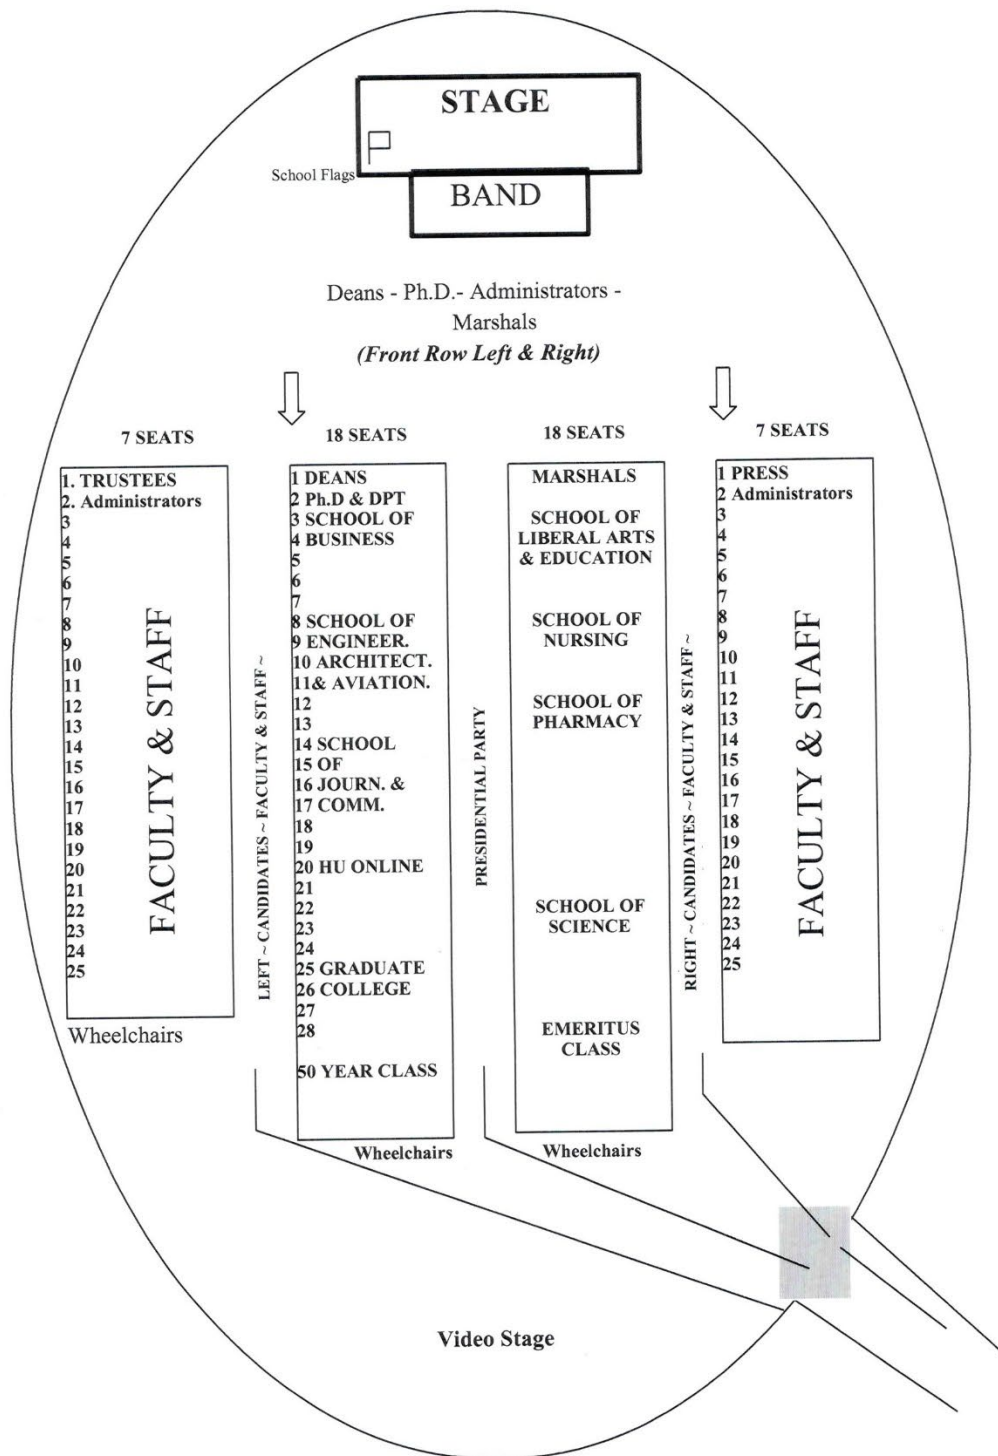 STAGE
School Flags
BAND
Deans - Ph.D.- Administrators -
Marshals
(Front Row Left & Right)
7 SEATS
1. TRUSTEES
2. Administrators
3
4
5
6
7
8
9
10
11
12
13
14
15
16
17
18
19
20
21
22
23
24
25
FACULTY & STAFF
Wheelchairs
LEFT ~ CANDIDATES ~ FACULTY & STAFF ~
18 SEATS
1 DEANS
2 Ph.D & DPT
3 SCHOOL OF
4 BUSINESS
5
6
7
8 SCHOOL OF
9 ENGINEER.
10 ARCHITECT.
11& AVIATION.
12
13
14 SCHOOL
15 OF
16 JOURN. &
17 COMM.
18
19
20 HU ONLINE
21
22
23
24
25 GRADUATE
26 COLLEGE
27
28
50 YEAR CLASS
Wheelchairs
PRESIDENTIAL PARTY
18 SEATS
MARSHALS
SCHOOL OF
LIBERAL ARTS
& EDUCATION
SCHOOL OF
NURSING
SCHOOL OF
PHARMACY
SCHOOL OF
SCIENCE
EMERITUS
CLASS
Wheelchairs
RIGHT ~ CANDIDATES ~ FACULTY & STAFF ~
7 SEATS
1 PRESS
2 Administrators
3
4
5
6
7
8
9
10
11
12
13
14
15
16
17
18
19
20
21
22
23
24
25
FACULTY & STAFF
Video Stage